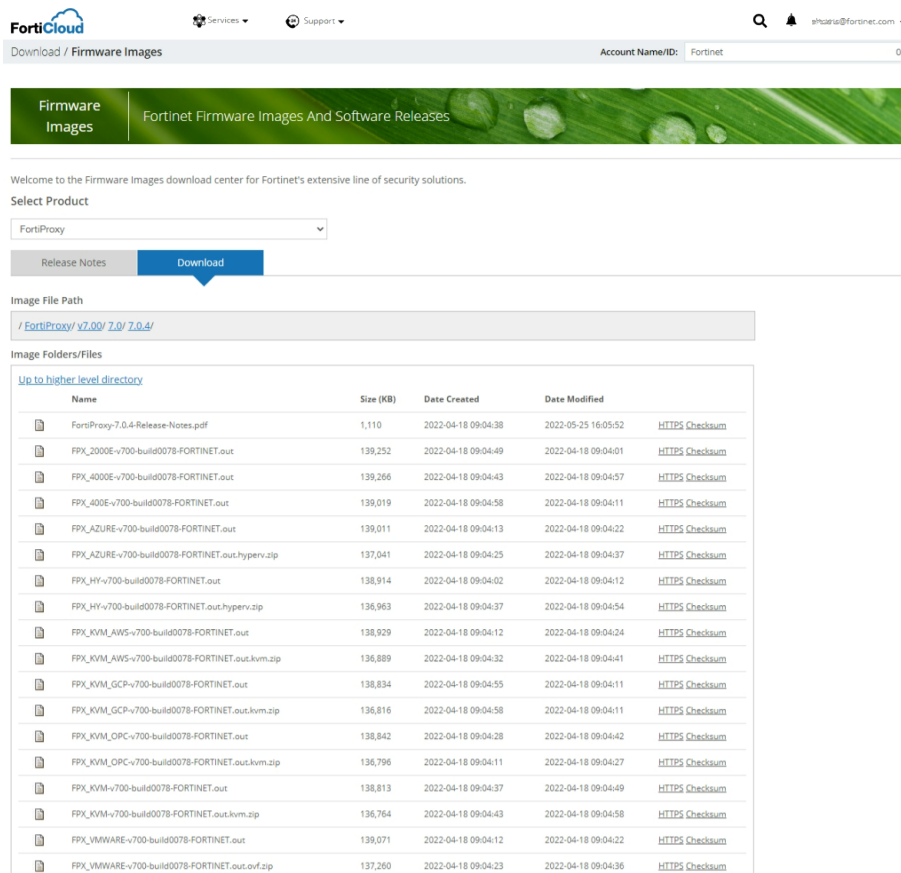 FortiCloud
Services
Support
@fortinet.com
Download / Firmware Images
Account Name/ID: Fortinet 0
Firmware
Images
Fortinet Firmware Images And Software Releases
Welcome to the Firmware Images download center for Fortinet's extensive line of security solutions.
Select Product
FortiProxy
Release Notes Download
Image File Path
/ FortiProxy/ v7.00/ 7.0/ 7.0.4/
Image Folders/Files
Up to higher level directory
Name Size (KB) Date Created Date Modified
FortiProxy-7.0.4-Release-Notes.pdf 1,110 2022-04-18 09:04:38 2022-05-25 16:05:52 HTTPS Checksum
FPX_2000E-v700-build0078-FORTINET.out 139,252 2022-04-18 09:04:49 2022-04-18 09:04:01 HTTPS Checksum
FPX_4000E-v700-build0078-FORTINET.out 139,266 2022-04-18 09:04:43 2022-04-18 09:04:57 HTTPS Checksum
FPX_400E-v700-build0078-FORTINET.out 139,019 2022-04-18 09:04:58 2022-04-18 09:04:11 HTTPS Checksum
FPX_AZURE-v700-build0078-FORTINET.out 139,011 2022-04-18 09:04:13 2022-04-18 09:04:22 HTTPS Checksum
FPX_AZURE-v700-build0078-FORTINET.out.hyperv.zip 137,041 2022-04-18 09:04:25 2022-04-18 09:04:37 HTTPS Checksum
FPX_HY-v700-build0078-FORTINET.out 138,914 2022-04-18 09:04:02 2022-04-18 09:04:12 HTTPS Checksum
FPX_HY-v700-build0078-FORTINET.out.hyperv.zip 136,963 2022-04-18 09:04:37 2022-04-18 09:04:54 HTTPS Checksum
FPX_KVM_AWS-v700-build0078-FORTINET.out 138,929 2022-04-18 09:04:12 2022-04-18 09:04:24 HTTPS Checksum
FPX_KVM_AWS-v700-build0078-FORTINET.out.kvm.zip 136,889 2022-04-18 09:04:32 2022-04-18 09:04:41 HTTPS Checksum
FPX_KVM_GCP-v700-build0078-FORTINET.out 138,834 2022-04-18 09:04:55 2022-04-18 09:04:11 HTTPS Checksum
FPX_KVM_GCP-v700-build0078-FORTINET.out.kvm.zip 136,816 2022-04-18 09:04:58 2022-04-18 09:04:11 HTTPS Checksum
FPX_KVM_OPC-v700-build0078-FORTINET.out 138,842 2022-04-18 09:04:28 2022-04-18 09:04:42 HTTPS Checksum
FPX_KVM_OPC-v700-build0078-FORTINET.out.kvm.zip 136,796 2022-04-18 09:04:11 2022-04-18 09:04:27 HTTPS Checksum
FPX_KVM-v700-build0078-FORTINET.out 138,813 2022-04-18 09:04:37 2022-04-18 09:04:49 HTTPS Checksum
FPX_KVM-v700-build0078-FORTINET.out.kvm.zip 136,764 2022-04-18 09:04:43 2022-04-18 09:04:58 HTTPS Checksum
FPX_VMWARE-v700-build0078-FORTINET.out 139,071 2022-04-18 09:04:12 2022-04-18 09:04:22 HTTPS Checksum
FPX_VMWARE-v700-build0078-FORTINET.out.ovf.zip 137,260 2022-04-18 09:04:23 2022-04-18 09:04:36 HTTPS Checksum